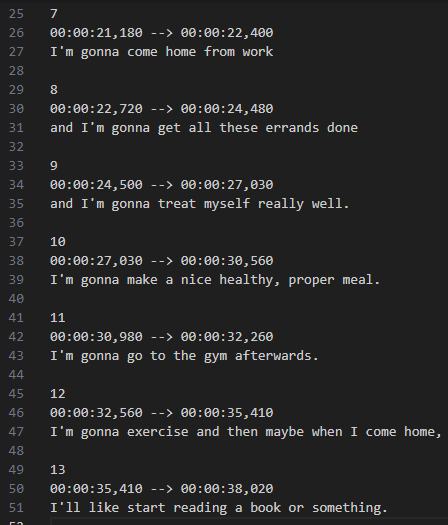 25 7
26 00:00:21,180 --> 00:00:22,400
27 I'm gonna come home from work
28
29 8
30 00:00:22,720 --> 00:00:24,480
31 and I'm gonna get all these errands done
32
33 9
34 00:00:24,500 --> 00:00:27,030
35 and I'm gonna treat myself really well.
36
37 10
38 00:00:27,030 --> 00:00:30,560
39 I'm gonna make a nice healthy, proper meal.
40
41 11
42 00:00:30,980 --> 00:00:32,260
43 I'm gonna go to the gym afterwards.
44
45 12
46 00:00:32,560 --> 00:00:35,410
47 I'm gonna exercise and then maybe when I come home,
48
49 13
50 00:00:35,410 --> 00:00:38,020
51 I'll like start reading a book or something.